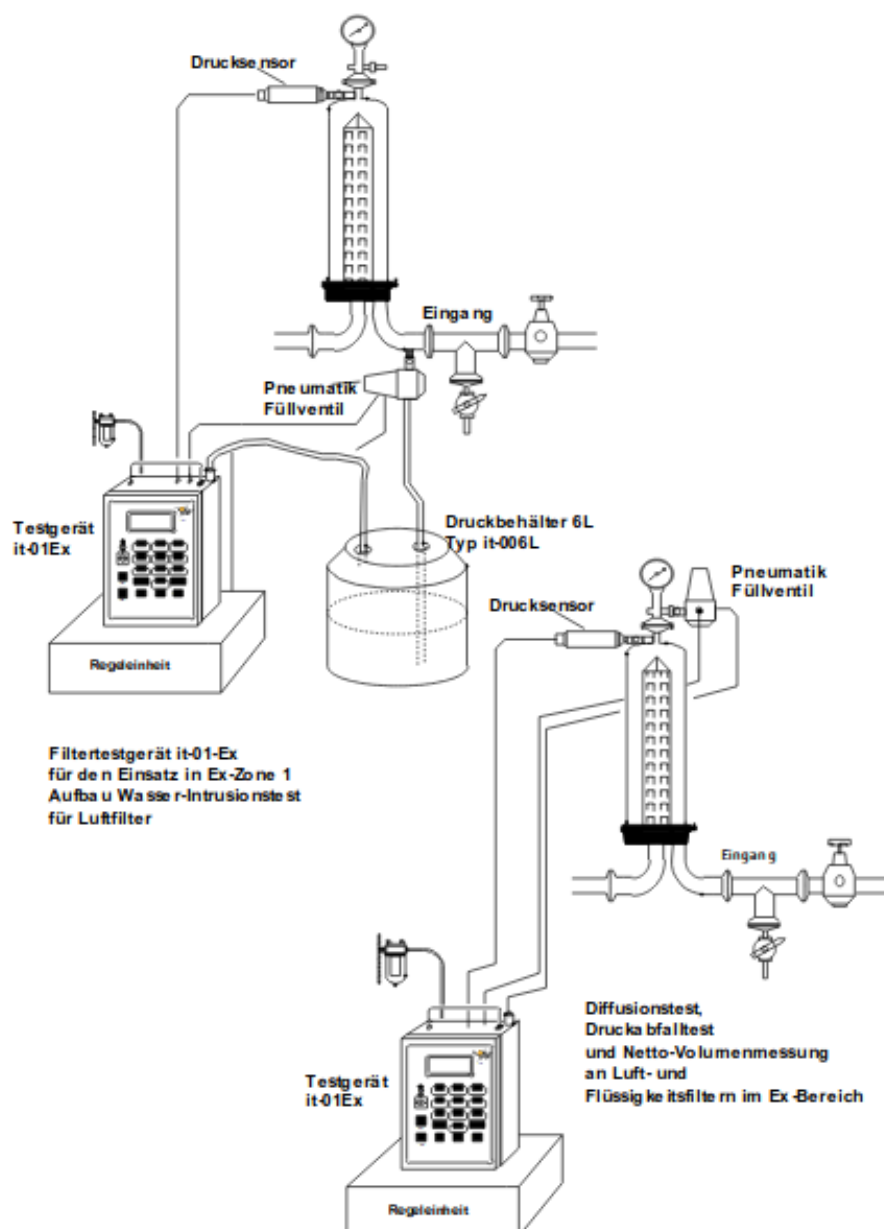 Drucksensor
Eingang
Pneumatik
Füllventil
Testgerät
it-01Ex
Druckbehälter 6L
Typ it-006L
Regeleinheit
Filtertestgerät it-01-Ex
für den Einsatz in Ex-Zone 1
Aufbau Wasser-Intrusionstest
für Luftfilter
Pneumatik
Füllventil
Drucksensor
Eingang
Diffusionstest,
Druckabfalltest
und Netto-Volumenmessung
an Luft- und
Flüssigkeitsfiltern im Ex-Bereich
Testgerät
it-01Ex
Regeleinheit